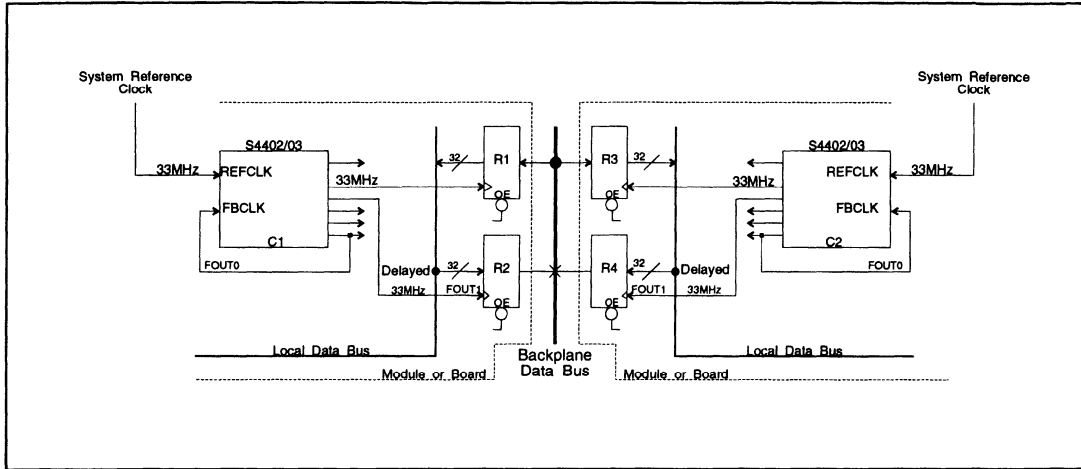 System Reference
Clock
System Reference
Clock
S4402/03
33MHz
REFCLK
FBCLK
C1
FOUT0
33MHz
32
R1
OE
R3
32
OE
33MHz
S4402/03
REFCLK
33MHz
FBCLK
C2
FOUT0
Delayed
32
R2
33MHz
FOUT1
OE
R4
32
Delayed
FOUT1
33MHz
OE
Local Data Bus
Backplane
Data Bus
Local Data Bus
Module or Board
Module or Board